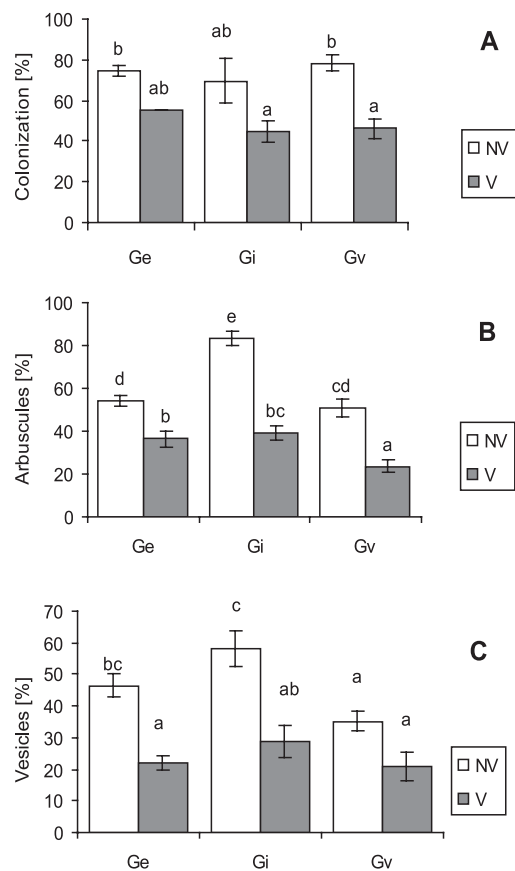 A
Colonization [%]
100
80
60
40
20
0
b
ab
ab
a
b
a
Ge
Gi
Gv
NV
V
B
Arbuscules [%]
100
80
60
40
20
0
d
b
e
bc
cd
a
Ge
Gi
Gv
NV
V
C
Vesicles [%]
70
60
50
40
30
20
10
0
bc
a
c
ab
a
a
Ge
Gi
Gv
NV
V